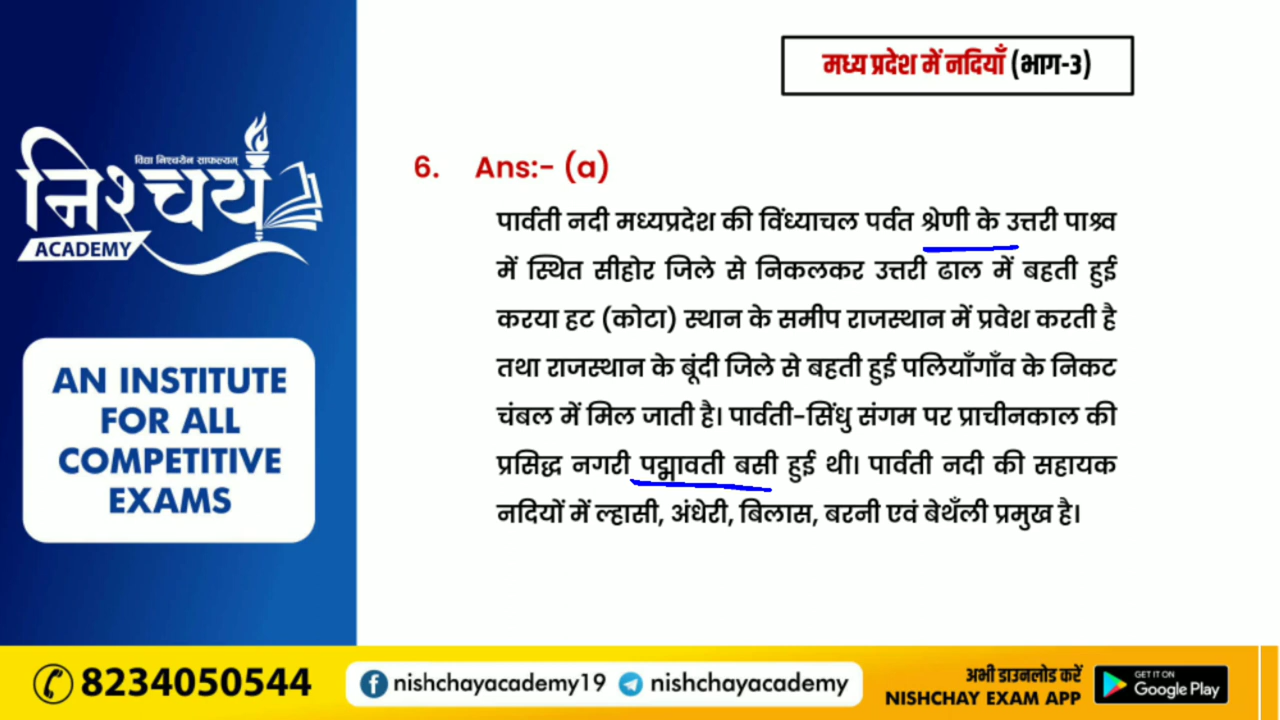 मध्य प्रदेश में नदियाँ (भाग-3)
विद्या निश्चयेन साफल्यम्
निश्चय
ACADEMY
AN INSTITUTE
FOR ALL
COMPETITIVE
EXAMS
6. Ans:- (a)
पार्वती नदी मध्यप्रदेश की विंध्याचल पर्वत श्रेणी के उत्तरी पाश्र्व
में स्थित सीहोर जिले से निकलकर उत्तरी ढाल में बहती हुई
करया हट (कोटा) स्थान के समीप राजस्थान में प्रवेश करती है
तथा राजस्थान के बूंदी जिले से बहती हुई पलियाँगाँव के निकट
चंबल में मिल जाती है। पार्वती-सिंधु संगम पर प्राचीनकाल की
प्रसिद्ध नगरी पद्मावती बसी हुई थी। पार्वती नदी की सहायक
नदियों में ल्हासी, अंधेरी, बिलास, बरनी एवं बेथँली प्रमुख है।
8234050544
nishchayacademy19
nishchayacademy
अभी डाउनलोड करें
NISHCHAY EXAM APP
GET IT ON
Google Play